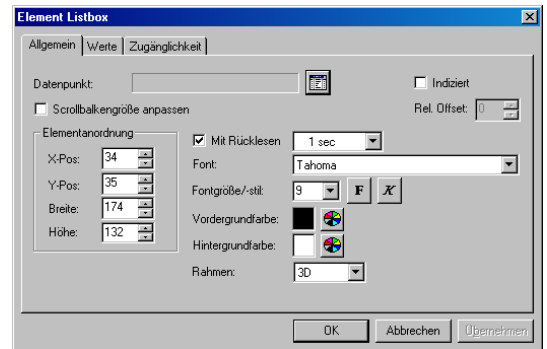 Element Listbox
Allgemein Werte Zugänglichkeit
Datenpunkt:
Indiziert
Scrollbalkengröße anpassen
Rel. Offset: 0
Elementanordnung
X-Pos: 34
Y-Pos: 35
Breite: 174
Höhe: 132
Mit Rücklesen 1 sec
Font: Tahoma
Fontgröße/-stil: 9 F K
Vordergrundfarbe:
Hintergrundfarbe:
Rahmen: 3D
OK Abbrechen Übernehmen